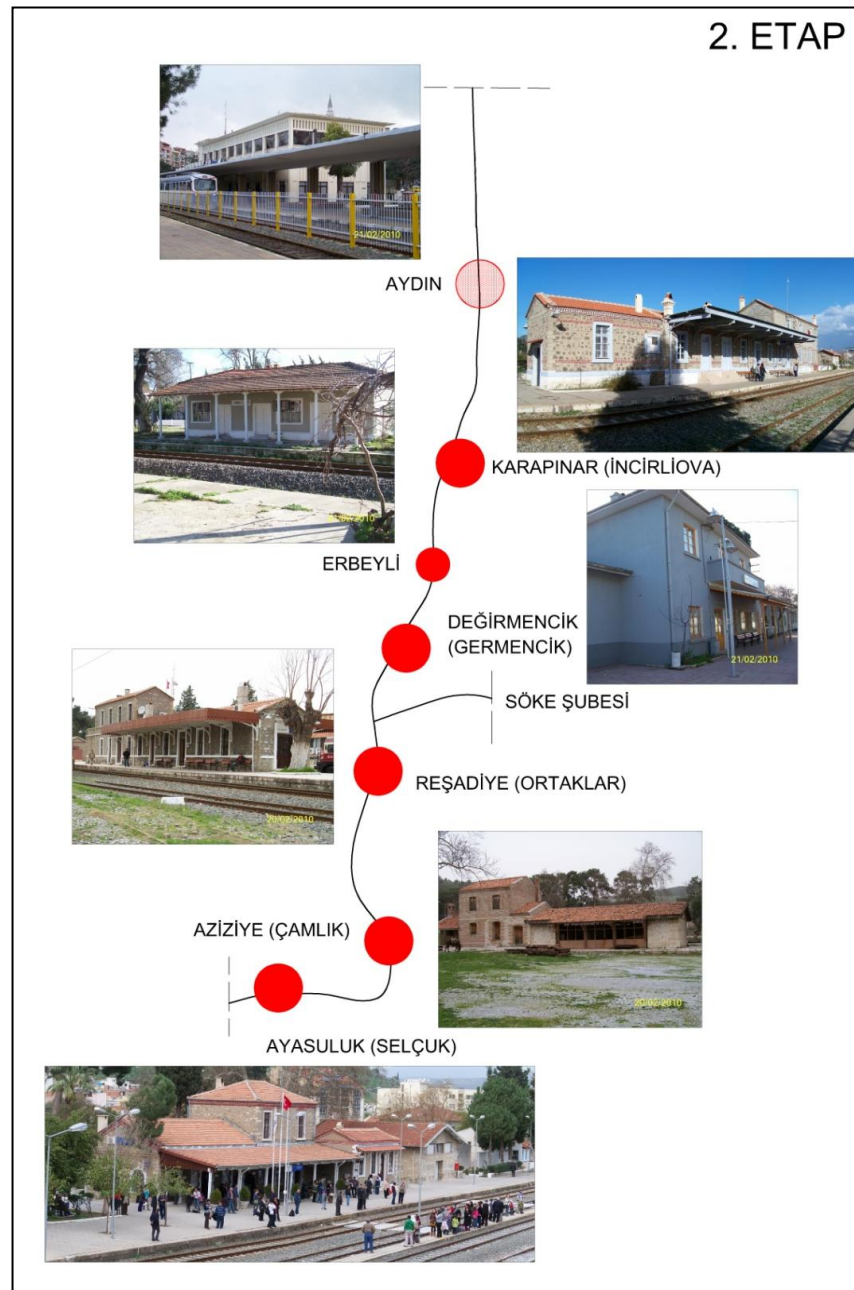 2. ETAP
21/02/2010
AYDIN
KARAPINAR (İNCİRLİOVA)
ERBEYLİ
DEĞİRMENCİK
(GERMENCİK)
21/02/2010
SÖKE ŞUBESİ
20/02/2010
REŞADİYE (ORTAKLAR)
AZİZİYE (ÇAMLIK)
20/02/2010
AYASULUK (SELÇUK)